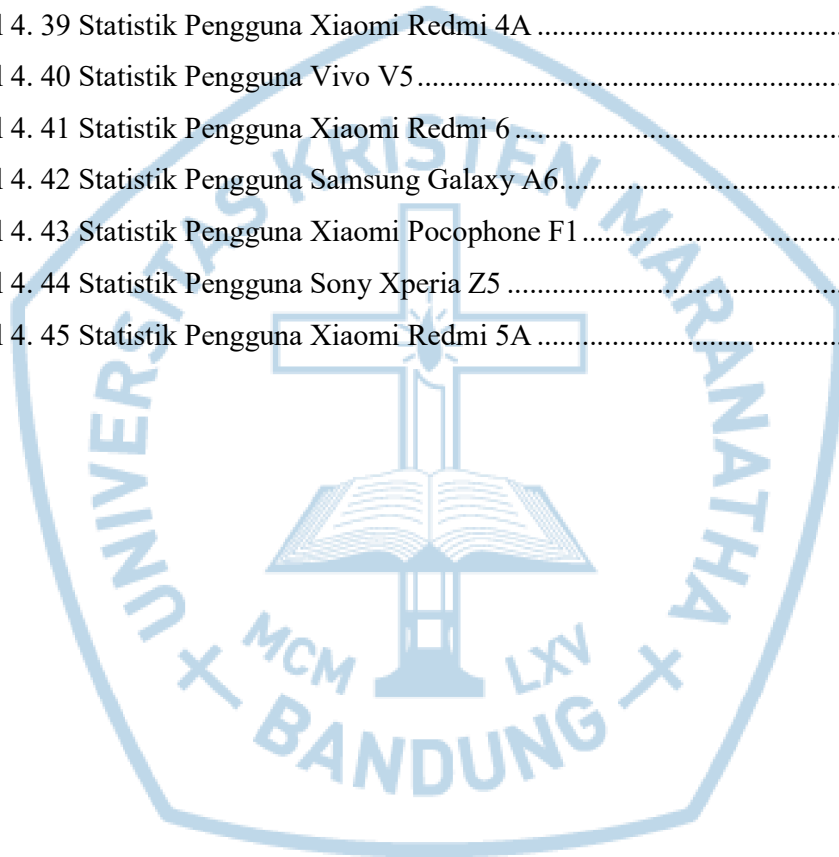 l 4. 39 Statistik Pengguna Xiaomi Redmi 4A ........................................
l 4. 40 Statistik Pengguna Vivo V5........................................................
l 4. 41 Statistik Pengguna Xiaomi Redmi 6 ...........................................
l 4. 42 Statistik Pengguna Samsung Galaxy A6.....................................
l 4. 43 Statistik Pengguna Xiaomi Pocophone F1..................................
l 4. 44 Statistik Pengguna Sony Xperia Z5 ............................................
l 4. 45 Statistik Pengguna Xiaomi Redmi 5A ........................................
UNIVERSITAS KRISTEN MARANATHA
MCM LXV
BANDUNG